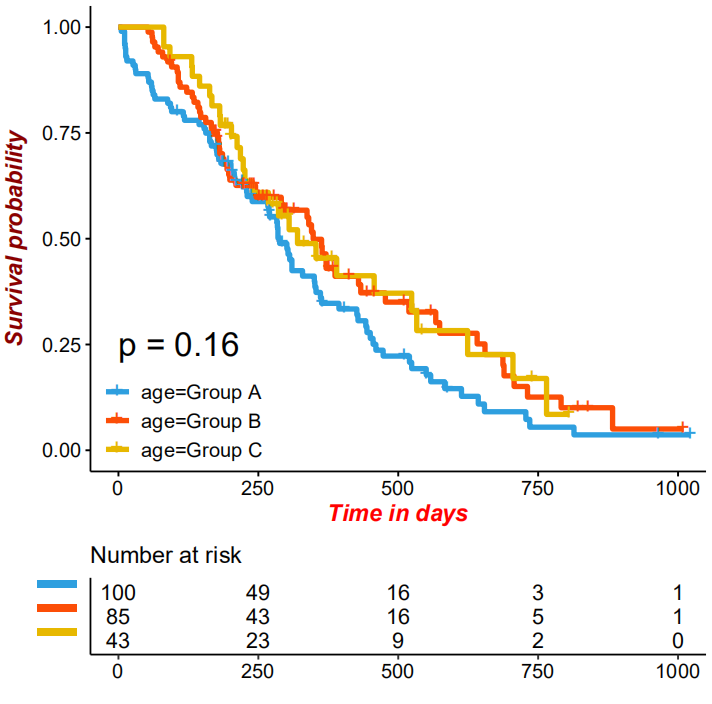 1.00
0.75
0.50
0.25
0.00
Survival probability
p = 0.16
age=Group A
age=Group B
age=Group C
0 250 500 750 1000
Time in days
Number at risk
100 49 16 3 1
85 43 16 5 1
43 23 9 2 0
0 250 500 750 1000